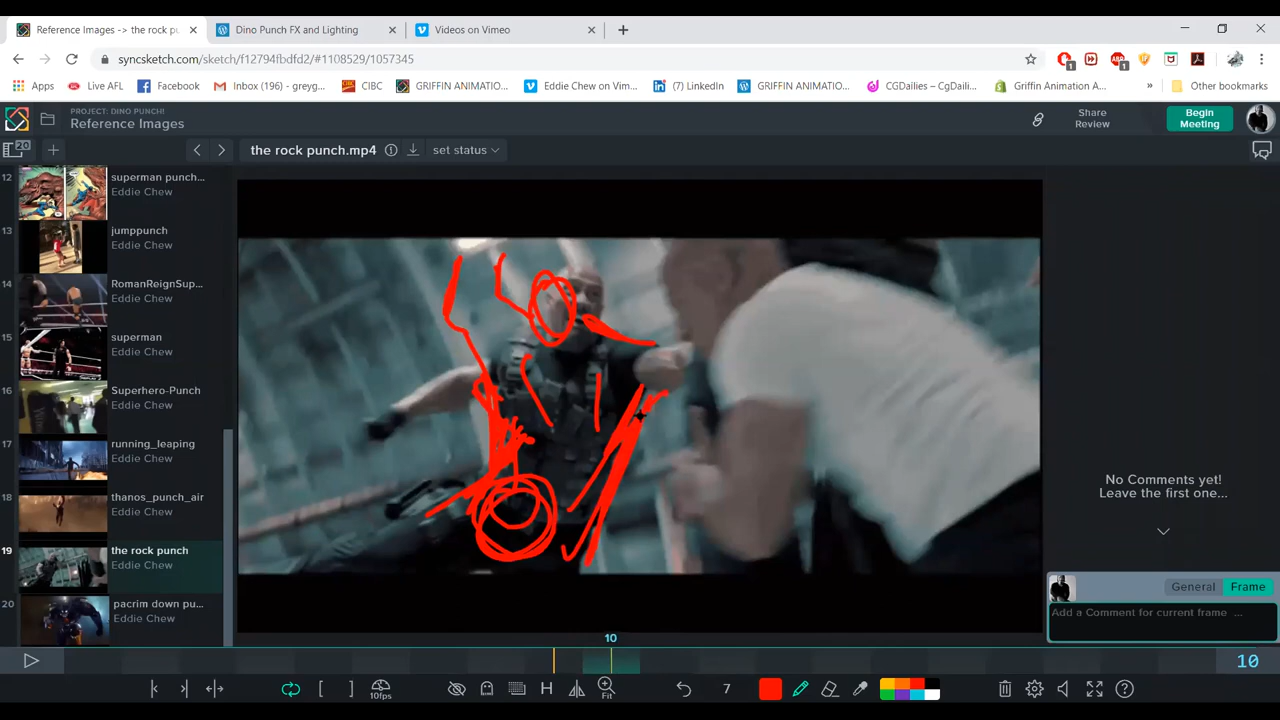 Reference Images -> the rock pu
Dino Punch FX and Lighting
Videos on Vimeo
syncsketch.com/sketch/f12794fbdfd2/#1108529/1057345
Apps
Live AFL
Facebook
Inbox (196) - greyg...
CIBC
GRIFFIN ANIMATIO...
Eddie Chew on Vim...
(7) LinkedIn
GRIFFIN ANIMATIO...
CGDailies – CgDaili...
Griffin Animation A...
»
Other bookmarks
PROJECT: DINO PUNCH!
Reference Images
Share Review
Begin Meeting
20
the rock punch.mp4
set status
12
superman punch...
Eddie Chew
13
jumppunch
Eddie Chew
14
RomanReignSup...
Eddie Chew
15
superman
Eddie Chew
16
Superhero-Punch
Eddie Chew
17
running_leaping
Eddie Chew
18
thanos_punch_air
Eddie Chew
19
the rock punch
Eddie Chew
20
pacrim down pu...
Eddie Chew
No Comments yet!
Leave the first one...
General
Frame
Add a Comment for current frame ...
10
10
10fps
H
Fit
7